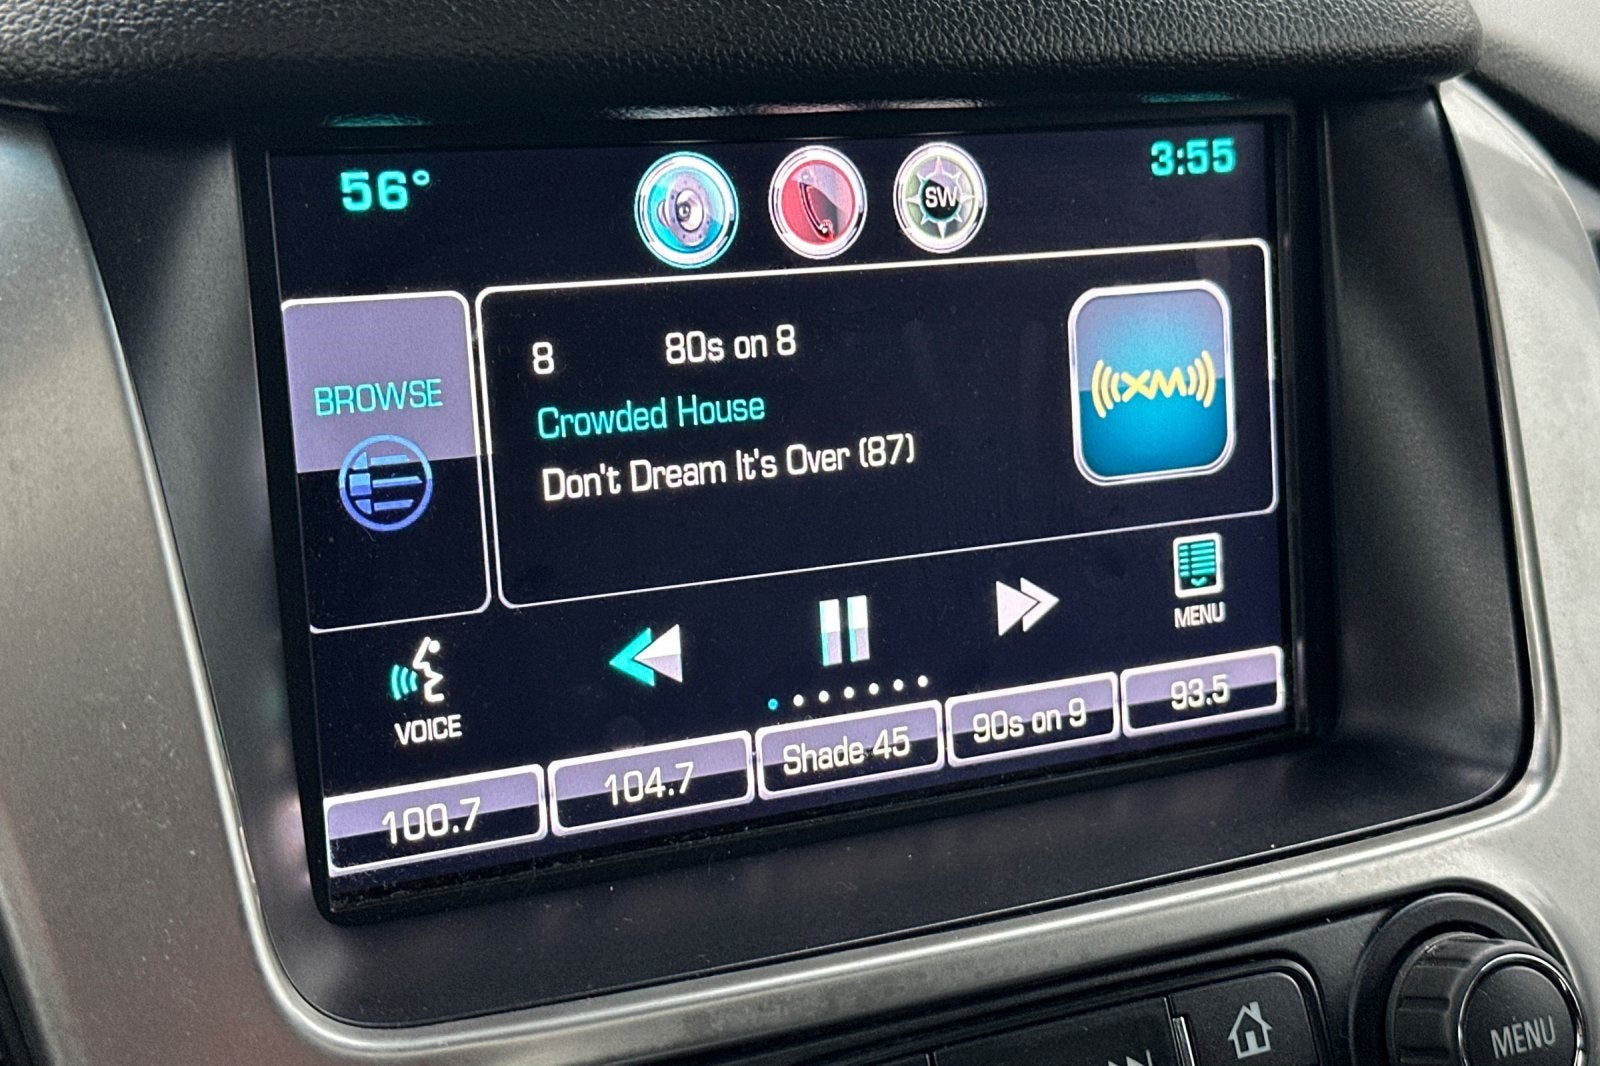 56°
SW
3:55
BROWSE
8 80s on 8
Crowded House
Don't Dream It's Over (87)
((XM))
VOICE
MENU
100.7
104.7
Shade 45
90s on 9
93.5
MENU